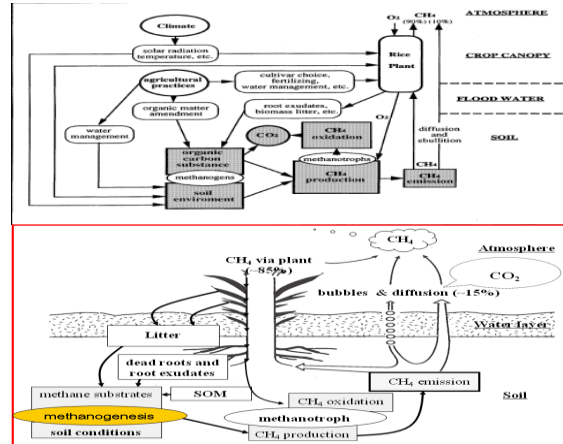 ATMOSPHERE
O₂ CH₄
(90%) (10%)
Climate
solar radiation
temperature, etc.
Rice
Plant
CROP CANOPY
agricultural
practices
cultivar choice,
fertilizing,
water management, etc.
FLOOD WATER
organic matter
amendment
root exudates,
biomass litter, etc.
O₂
water
management
CO₂
CH₄
oxidation
diffusion
and
ebullition
SOIL
organic
carbon
substance
methanotrophs
methanogens
CH₄
production
CH₄
CH₄
emission
soil
enviroment
CH₄
Atmosphere
CH₄ via plant
(~85%)
CO₂
bubbles & diffusion (~15%)
Water layer
Litter
dead roots and
root exudates
CH₄ emission
methane substrates
SOM
CH₄ oxidation
Soil
methanogenesis
methanotroph
soil conditions
CH₄ production